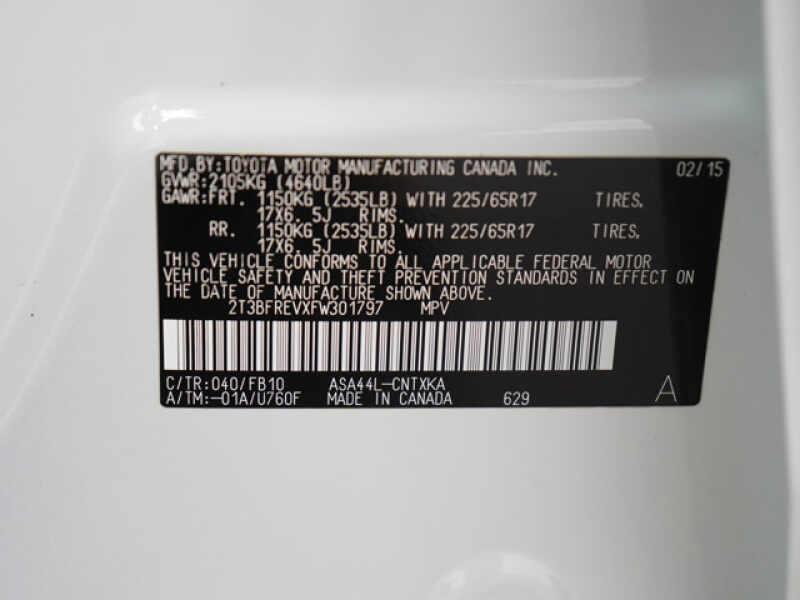 MFD.BY:TOYOTA MOTOR MANUFACTURING CANADA INC. 02/15
GVWR:2105KG (4640LB)
GAWR:FRT. 1150KG (2535LB) WITH 225/65R17 TIRES.
17X6. 5J RIMS.
RR. 1150KG (2535LB) WITH 225/65R17 TIRES.
17X6. 5J RIMS.
THIS VEHICLE CONFORMS TO ALL APPLICABLE FEDERAL MOTOR
VEHICLE SAFETY AND THEFT PREVENTION STANDARDS IN EFFECT ON
THE DATE OF MANUFACTURE SHOWN ABOVE.
2T3BFREVXFW301797 MPV
C/TR:040/FB10 ASA44L-CNTXKA
A/TM:-01A/U760F MADE IN CANADA 629 A